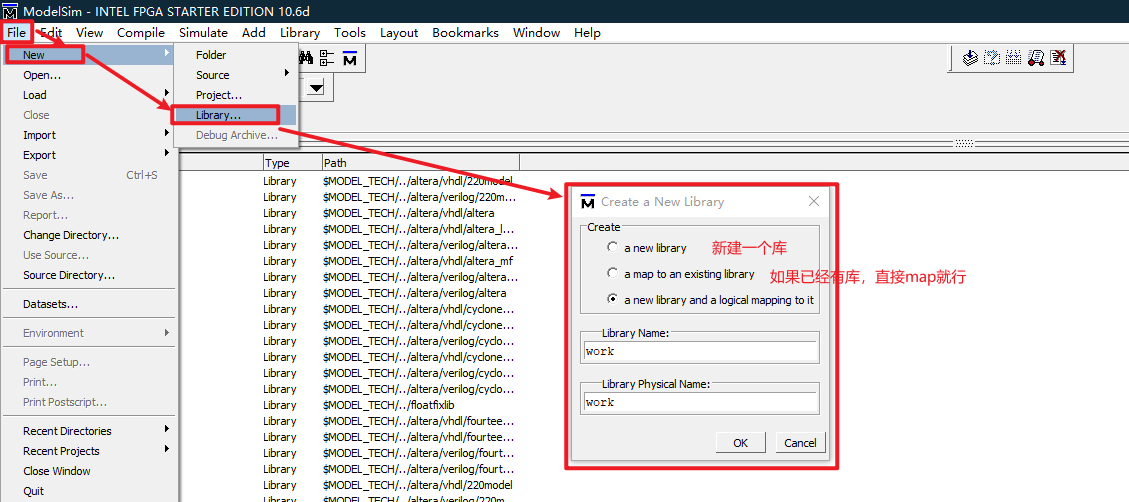 ModelSim - INTEL FPGA STARTER EDITION 10.6d
File Edit View Compile Simulate Add Library Tools Layout Bookmarks Window Help
New
Open...
Load
Close
Import
Export
Save Ctrl+S
Save As...
Report...
Change Directory...
Use Source...
Source Directory...
Datasets...
Environment
Page Setup...
Print...
Print Postscript...
Recent Directories
Recent Projects
Close Window
Quit
Folder
Source
Project...
Library...
Debug Archive...
Type Path
Library $MODEL_TECH/../altera/vhdl/220model
Library $MODEL_TECH/../altera/verilog/220m...
Library $MODEL_TECH/../altera/vhdl/altera
Library $MODEL_TECH/../altera/vhdl/altera_l...
Library $MODEL_TECH/../altera/verilog/altera...
Library $MODEL_TECH/../altera/vhdl/altera_mf
Library $MODEL_TECH/../altera/verilog/altera...
Library $MODEL_TECH/../altera/verilog/altera
Library $MODEL_TECH/../altera/vhdl/cyclone...
Library $MODEL_TECH/../altera/verilog/cyclo...
Library $MODEL_TECH/../altera/vhdl/cyclone...
Library $MODEL_TECH/../altera/vhdl/cyclone...
Library $MODEL_TECH/../altera/verilog/cyclo...
Library $MODEL_TECH/../altera/verilog/cyclo...
Library $MODEL_TECH/../floatfixlib
Library $MODEL_TECH/../altera/vhdl/fourtee...
Library $MODEL_TECH/../altera/vhdl/fourtee...
Library $MODEL_TECH/../altera/verilog/fourt...
Library $MODEL_TECH/../altera/verilog/fourt...
Library $MODEL_TECH/../altera/vhdl/220model
Library $MODEL_TECH/../altera/verilog/220m...
Create a New Library
Create
a new library 新建一个库
a map to an existing library 如果已经有库，直接map就行
a new library and a logical mapping to it
Library Name:
work
Library Physical Name:
work
OK Cancel